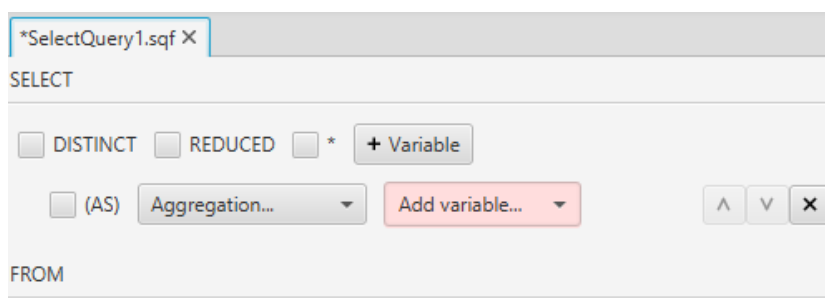 *SelectQuery1.sqf ×
SELECT
DISTINCT REDUCED * + Variable
(AS) Aggregation... Add variable...
FROM